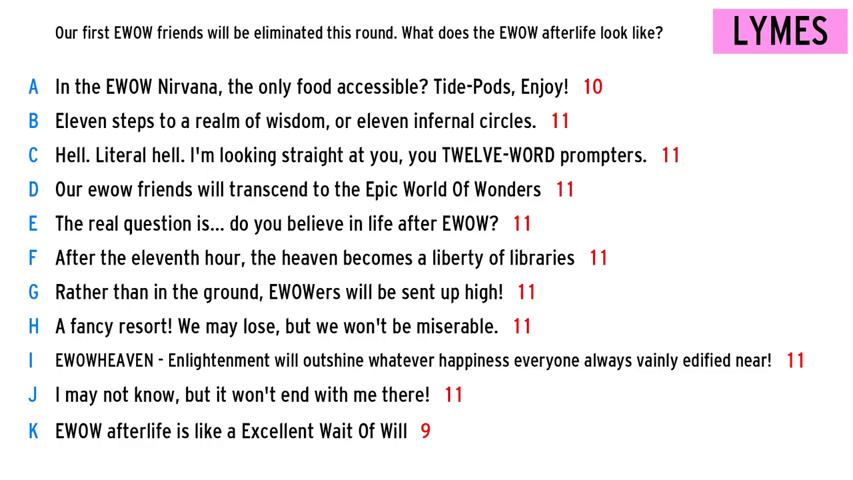 Our first EWOW friends will be eliminated this round. What does the EWOW afterlife look like?
LYMES
A In the EWOW Nirvana, the only food accessible? Tide-Pods, Enjoy! 10
B Eleven steps to a realm of wisdom, or eleven infernal circles. 11
C Hell. Literal hell. I'm looking straight at you, you TWELVE-WORD prompters. 11
D Our ewow friends will transcend to the Epic World Of Wonders 11
E The real question is... do you believe in life after EWOW? 11
F After the eleventh hour, the heaven becomes a liberty of libraries 11
G Rather than in the ground, EWOWers will be sent up high! 11
H A fancy resort! We may lose, but we won't be miserable. 11
I EWOWHEAVEN - Enlightenment will outshine whatever happiness everyone always vainly edified near! 11
J I may not know, but it won't end with me there! 11
K EWOW afterlife is like a Excellent Wait Of Will 9